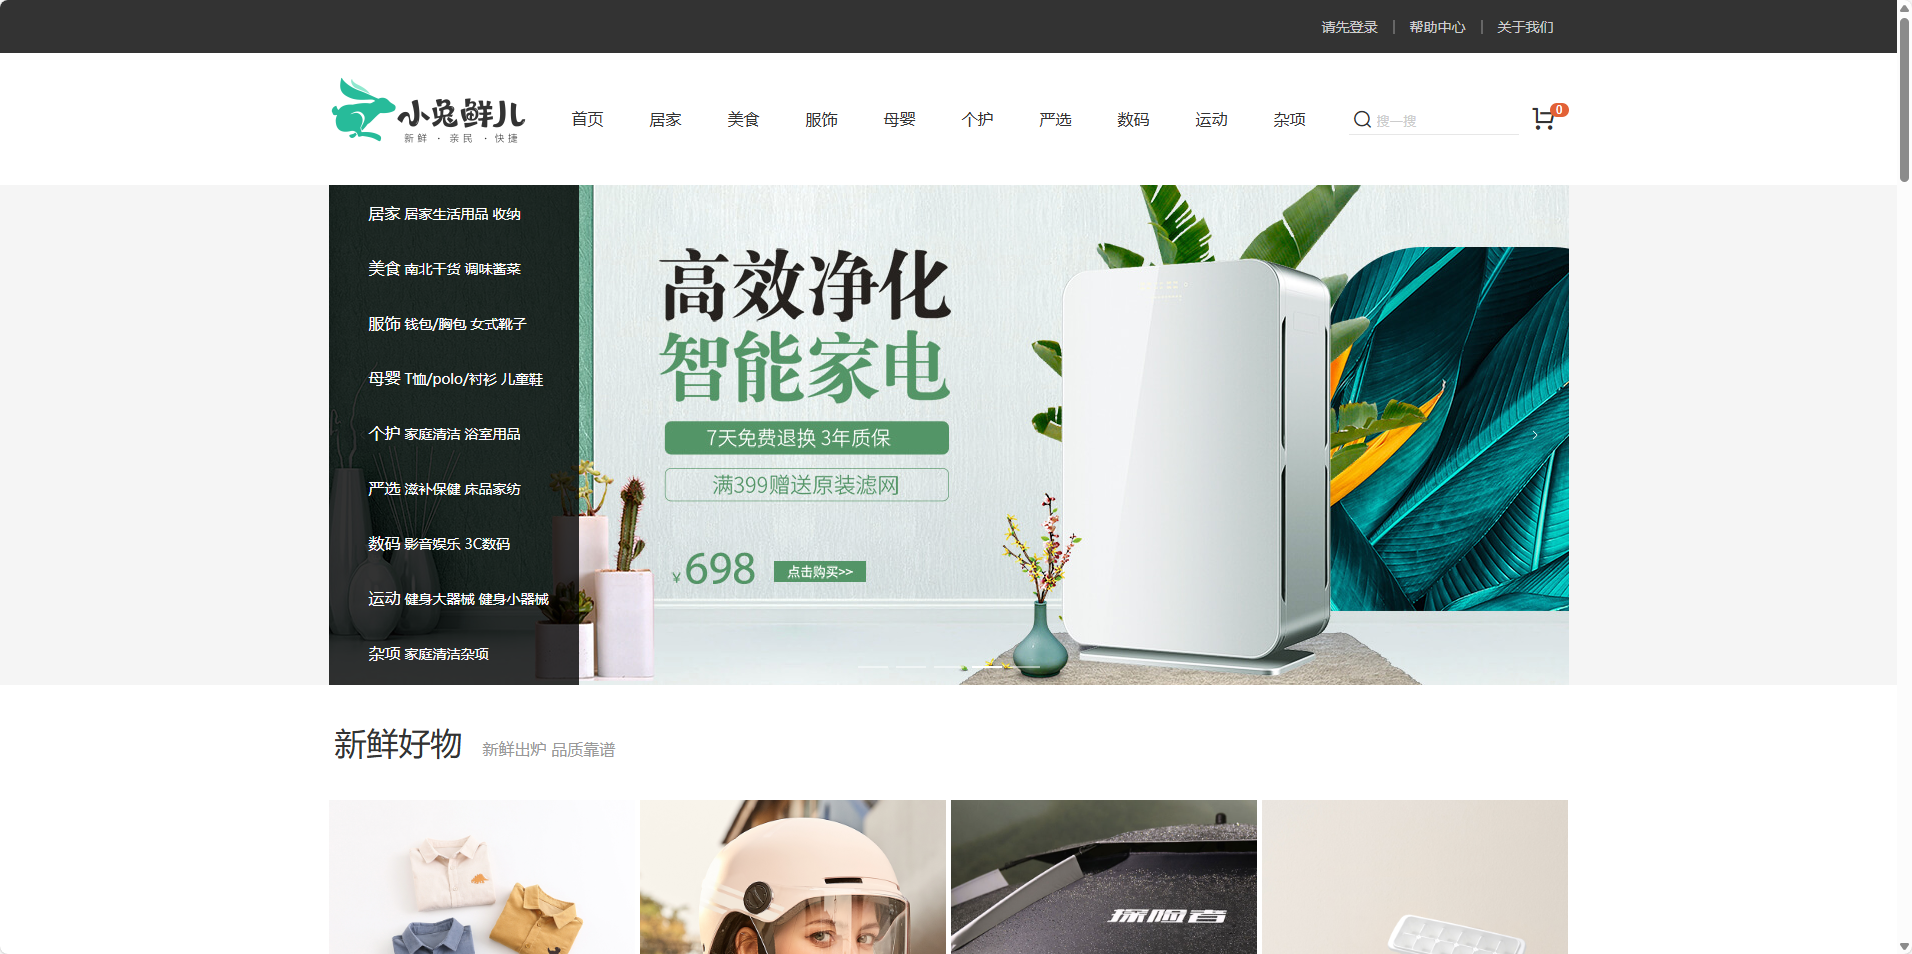 请先登录 | 帮助中心 | 关于我们
小兔鲜儿
新鲜 · 亲民 · 快捷
首页 居家 美食 服饰 母婴 个护 严选 数码 运动 杂项 搜一搜 0
居家 居家生活用品 收纳
美食 南北干货 调味酱菜
服饰 钱包/胸包 女式靴子
母婴 T恤/polo/衬衫 儿童鞋
个护 家庭清洁 浴室用品
严选 滋补保健 床品家纺
数码 影音娱乐 3C数码
运动 健身大器械 健身小器械
杂项 家庭清洁杂项
高效净化
智能家电
7天免费退换 3年质保
满399赠送原装滤网
¥698 点击购买>>
新鲜好物 新鲜出炉 品质靠谱
探险者